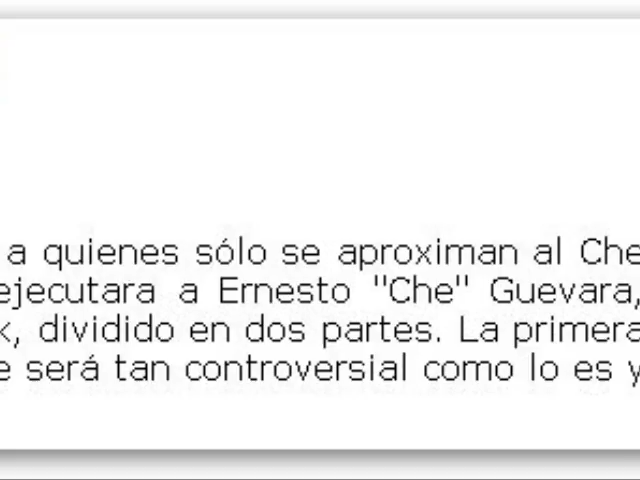 a quienes sólo se aproximan al Che
ejecutara a Ernesto "Che" Guevara,
k, dividido en dos partes. La primera
e será tan controversial como lo es y